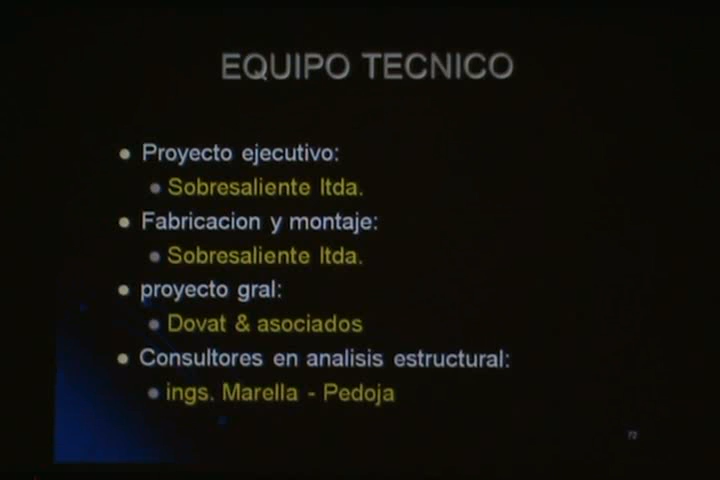 EQUIPO TECNICO
Proyecto ejecutivo:
Sobresaliente ltda.
Fabricacion y montaje:
Sobresaliente ltda.
proyecto gral:
Dovat & asociados
Consultores en analisis estructural:
ings. Marella - Pedoja
72